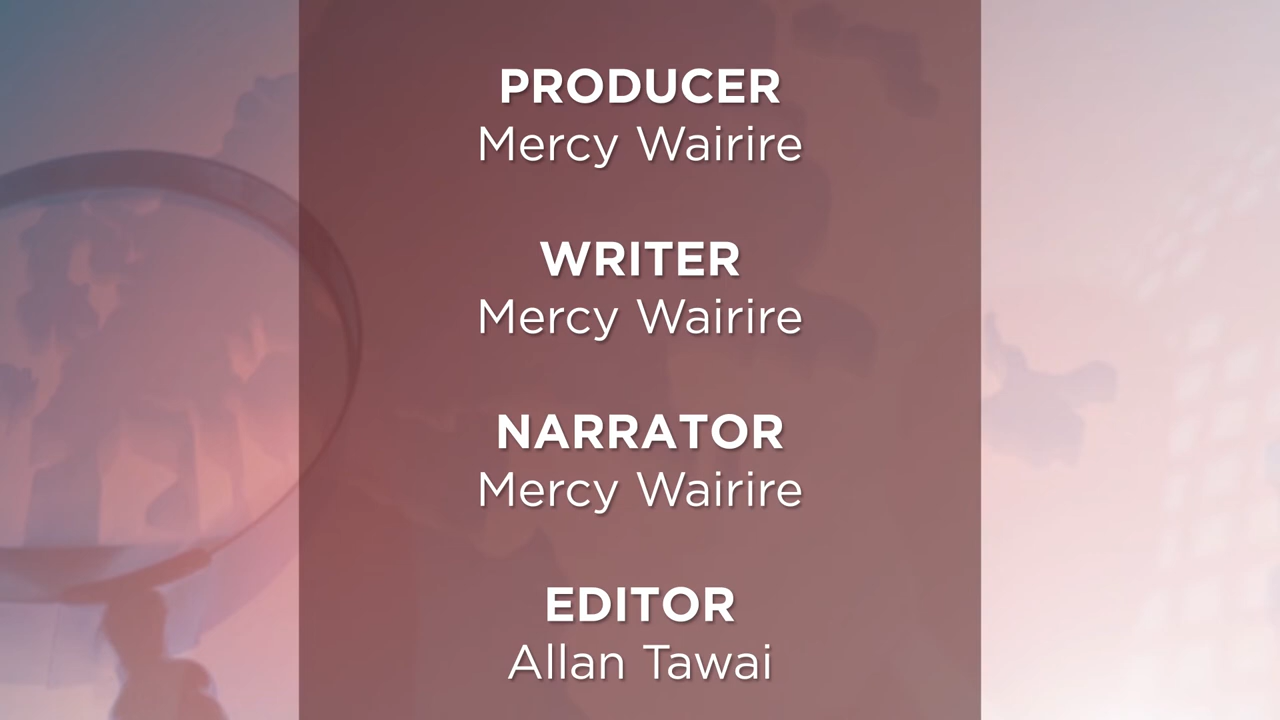 PRODUCER
Mercy Wairire
WRITER
Mercy Wairire
NARRATOR
Mercy Wairire
EDITOR
Allan Tawai